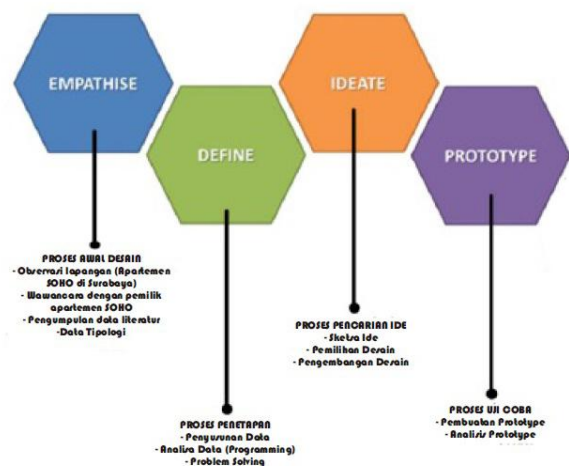 EMPATHISE
DEFINE
IDEATE
PROTOTYPE
PROSES AWAL DESAIN
- Observasi lapangan (Apartemen
SOHO di Surabaya)
- Wawancara dengan pemilik
apartemen SOHO
- Pengumpulan data literatur
-Data Tipologi
PROSES PENETAPAN
- Penyusunan Data
- Analisa Data (Programming)
- Problem Solving
PROSES PENCARIAN IDE
- Sketsa Ide
- Pemilihan Desain
- Pengembangan Desain
PROSES UJI COBA
- Pembuatan Prototype
- Analisis Prototype